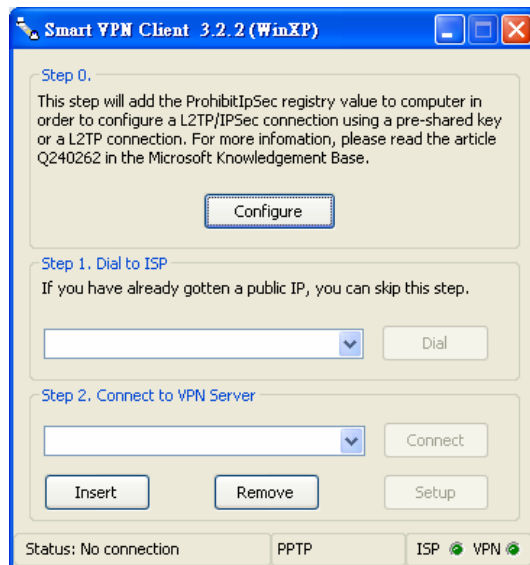 Smart VPN Client 3.2.2 (WinXP)
Step 0.
This step will add the ProhibitIpSec registry value to computer in
order to configure a L2TP/IPSec connection using a pre-shared key
or a L2TP connection. For more infomation, please read the article
Q240262 in the Microsoft Knowledgement Base.
Configure
Step 1. Dial to ISP
If you have already gotten a public IP, you can skip this step.
Dial
Step 2. Connect to VPN Server
Connect
Insert Remove Setup
Status: No connection PPTP ISP VPN